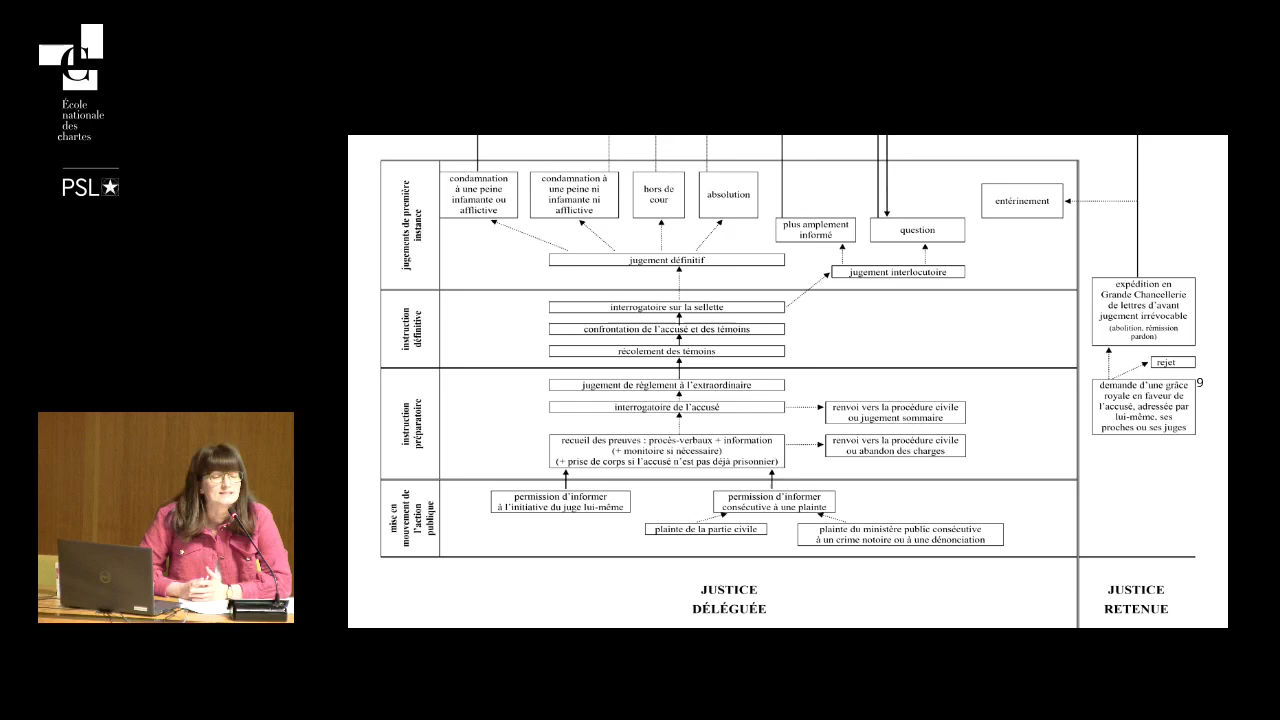 C
École
nationale
des
chartes
PSL
jugements de première
instance
condamnation
à une peine
infamante ou
afflictive
condamnation à
une peine ni
infamante ni
afflictive
hors de
cour
absolution
plus amplement
informé
question
entérinement
jugement définitif
jugement interlocutoire
instruction
définitive
interrogatoire sur la sellette
confrontation de l'accusé et des témoins
récolement des témoins
instruction
préparatoire
jugement de règlement à l'extraordinaire
interrogatoire de l'accusé
renvoi vers la procédure civile
ou jugement sommaire
recueil des preuves : procès-verbaux + information
(+ monitoire si nécessaire)
(+ prise de corps si l'accusé n'est pas déjà prisonnier)
renvoi vers la procédure civile
ou abandon des charges
mise en
mouvement de
l'action
publique
permission d'informer
à l'initiative du juge lui-même
permission d'informer
consécutive à une plainte
plainte de la partie civile
plainte du ministère public consécutive
à un crime notoire ou à une dénonciation
expédition en
Grande Chancellerie
de lettres d'avant
jugement irrévocable
(abolition, rémission
pardon)
rejet
9
demande d'une grâce
royale en faveur de
l'accusé, adressée par
lui-même, ses
proches ou ses juges
JUSTICE
DÉLÉGUÉE
JUSTICE
RETENUE